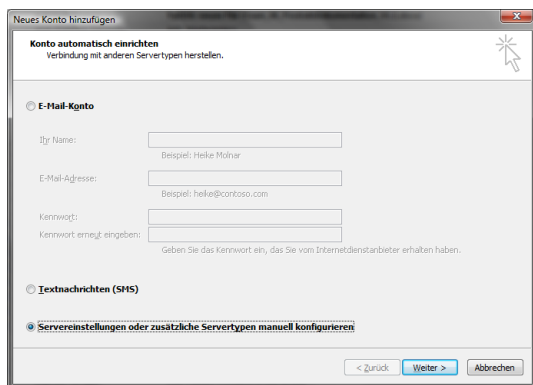 Neues Konto hinzufügen
Konto automatisch einrichten
Verbindung mit anderen Servertypen herstellen.
E-Mail-Konto
Ihr Name:
Beispiel: Heike Molnar
E-Mail-Adresse:
Beispiel: heike@contoso.com
Kennwort:
Kennwort erneut eingeben:
Geben Sie das Kennwort ein, das Sie vom Internetdienstanbieter erhalten haben.
Textnachrichten (SMS)
Servereinstellungen oder zusätzliche Servertypen manuell konfigurieren
< Zurück Weiter > Abbrechen